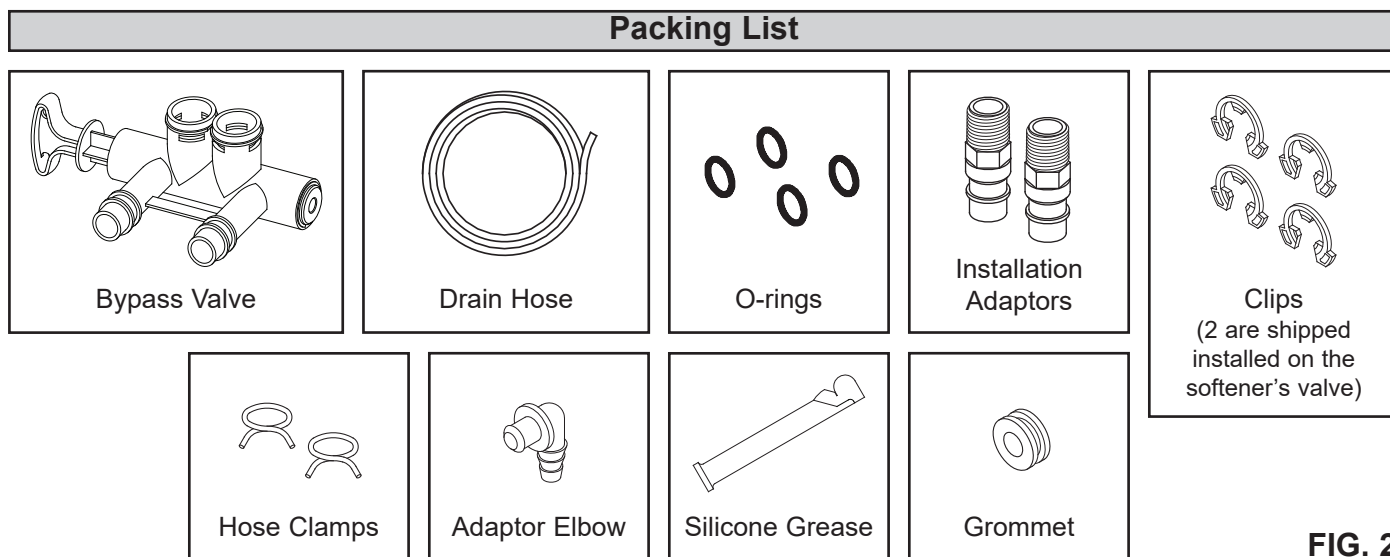 Packing List
Bypass Valve
Drain Hose
O-rings
Installation
Adaptors
Clips
(2 are shipped
installed on the
softener’s valve)
Hose Clamps
Adaptor Elbow
Silicone Grease
Grommet
FIG. 2